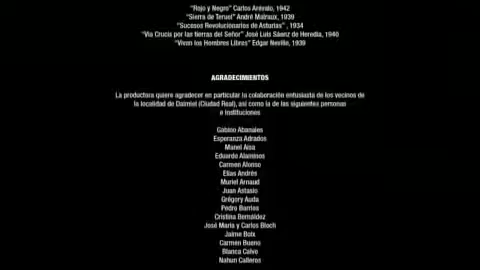 "Rojo y Negro" Carlos Arévalo, 1942
"Sierra de Teruel" André Malraux, 1939
"Sucesos Revolucionarios de Asturias" , 1934
"Vía Crucis por las tierras del Señor" José Luis Sáenz de Heredia, 1940
"Vivan los Hombres Libres" Edgar Neville, 1939
AGRADECIMIENTOS
La productora quiere agradecer en particular la colaboración entusiasta de los vecinos de
la localidad de Daimiel (Ciudad Real), así como la de las siguientes personas
e instituciones
Gabino Abanales
Esperanza Adrados
Manel Aisa
Eduardo Alaminos
Carmen Alonso
Elías Andrés
Muriel Arnaud
Juan Astasio
Grégory Auda
Pedro Barrios
Cristina Bernáldez
José María y Carlos Bloch
Jaime Boix
Carmen Bueno
Blanca Calvo
Nahun Calleros